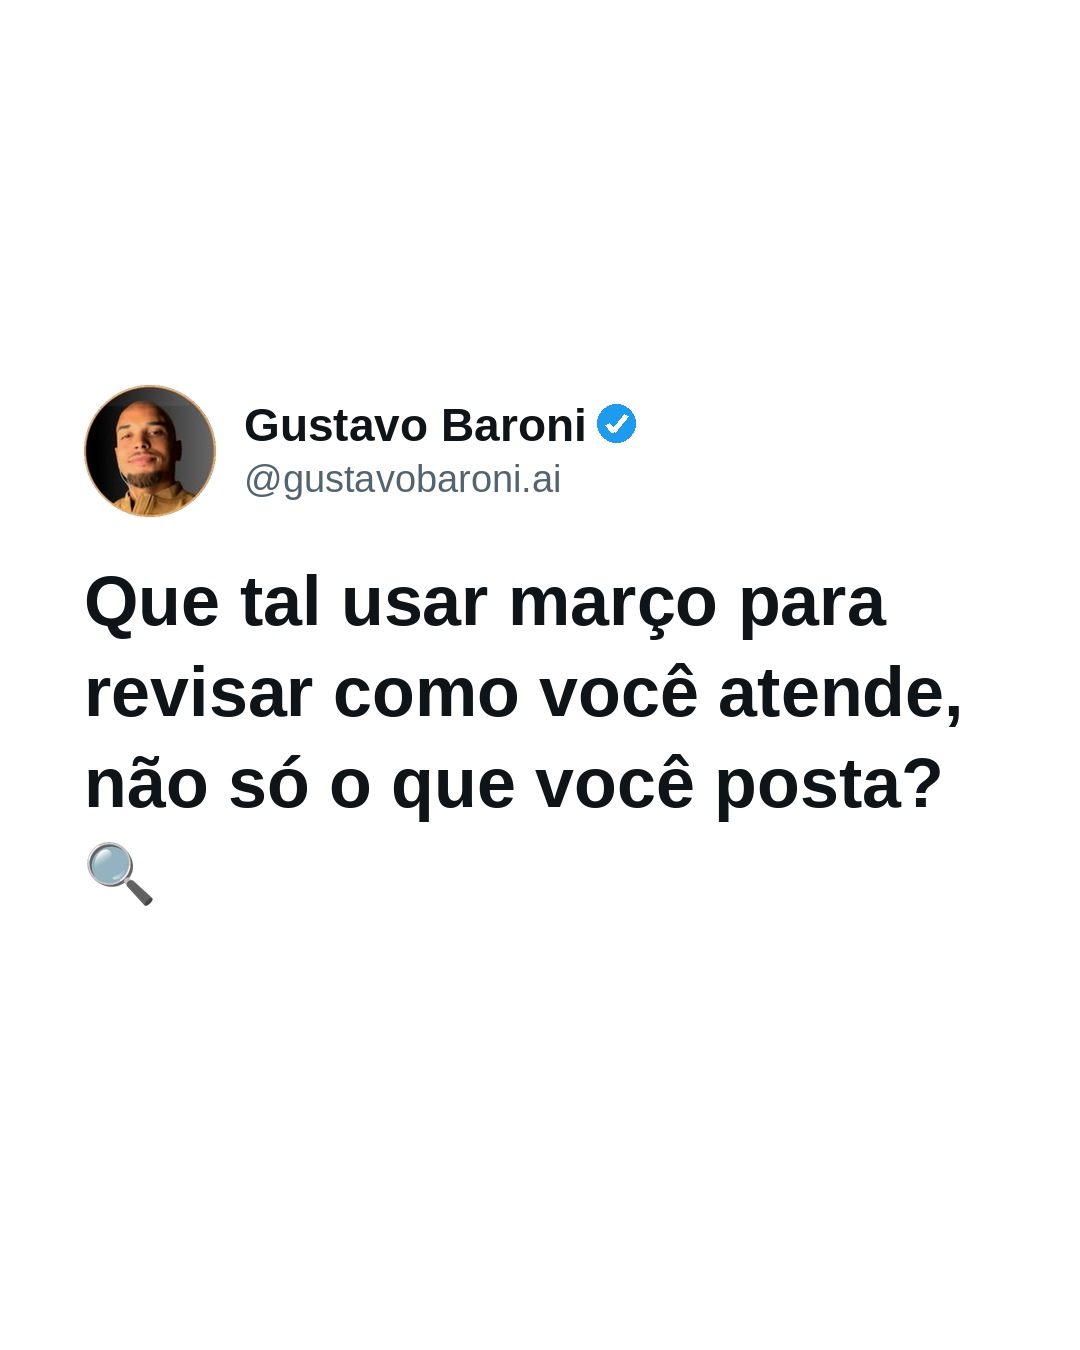 Gustavo Baroni
@gustavobaroni.ai
Que tal usar março para
revisar como você atende,
não só o que você posta?
🔍